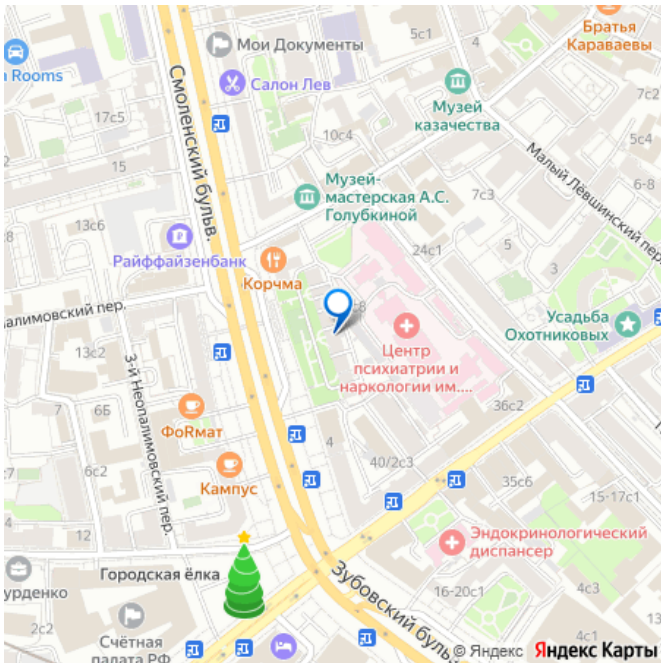 Мои Документы
5с1
4
Братья
Караваевы
а Rooms
Салон Лев
7с2
17с5
Смоленский бульв.
10с4
Музей
казачества
15
Музей-
мастерская А.С.
Голубкиной
7с3
Малый Лёвшинский пер.
6-8
13с6
24с1
5
3
Райффайзенбанк
Корчма
палимовский пер.
8
Усадьба
Охотниковых
13с2
Центр
психиатрии и
наркологии им....
3-й Неопалимовский пер.
36с2
7
6Б
ФоRмат
4
40/2с3
6с2
Кампус
35с6
15-17с1
12
Эндокринологический
диспансер
Городская ёлка
урденко
Зубовский бульв.
16-20с1
4с3
2с2
Счётная
палата РФ
4с1
© Яндекс Яндекс Карты